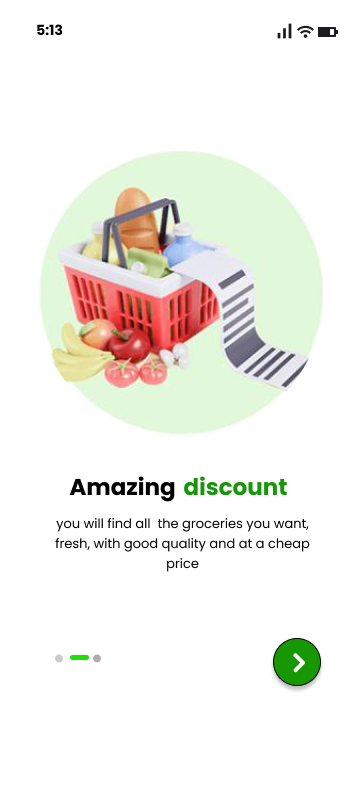 5:13
Amazing discount
you will find all  the groceries you want,
fresh, with good quality and at a cheap
price